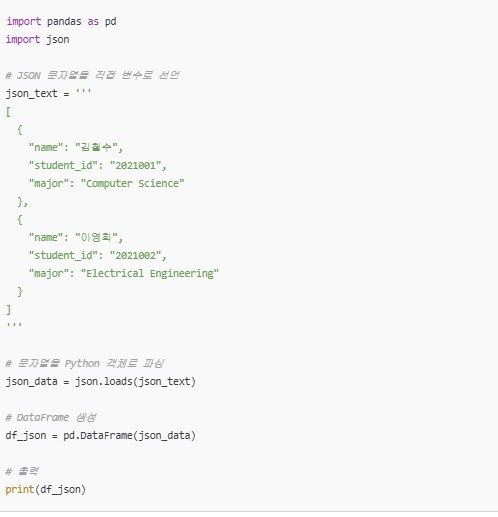 import pandas as pd
import json
# JSON 문자열을 직접 변수로 선언
json_text = '''
[
  {
    "name": "김철수",
    "student_id": "2021001",
    "major": "Computer Science"
  },
  {
    "name": "이영희",
    "student_id": "2021002",
    "major": "Electrical Engineering"
  }
]
'''
# 문자열을 Python 객체로 파싱
json_data = json.loads(json_text)
# DataFrame 생성
df_json = pd.DataFrame(json_data)
# 출력
print(df_json)